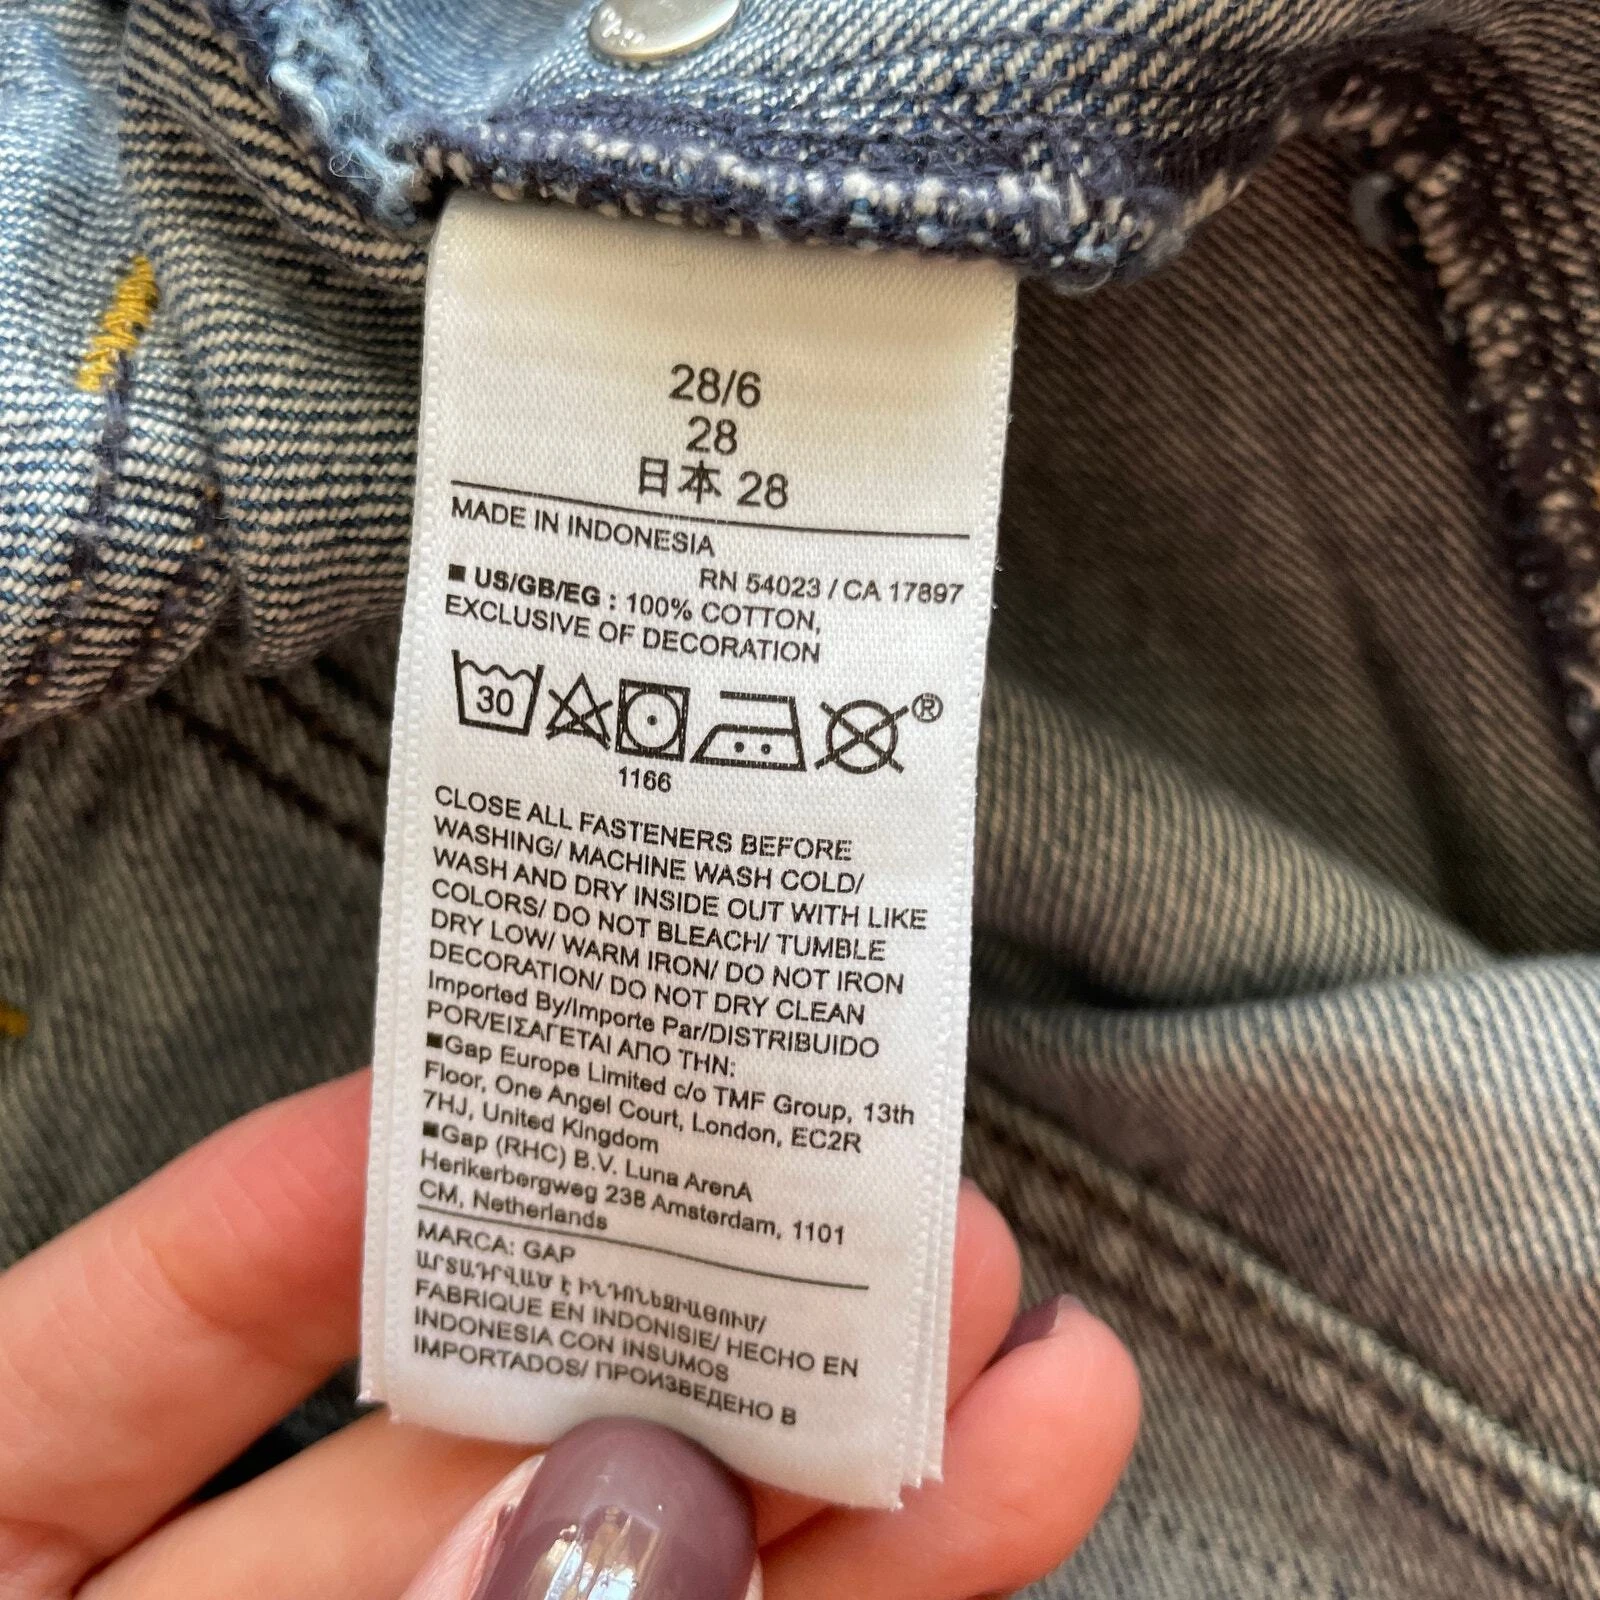 28/6
28
日本 28
MADE IN INDONESIA
RN 54023 / CA 17897
■ US/GB/EG : 100% COTTON,
EXCLUSIVE OF DECORATION
30
®
1166
CLOSE ALL FASTENERS BEFORE
WASHING/ MACHINE WASH COLD/
WASH AND DRY INSIDE OUT WITH LIKE
COLORS/ DO NOT BLEACH/ TUMBLE
DRY LOW/ WARM IRON/ DO NOT IRON
DECORATION/ DO NOT DRY CLEAN
Imported By/Importe Par/DISTRIBUIDO
POR/ΕΙΣΑΓΕΤΑΙ ΑΠΟ ΤΗΝ:
■Gap Europe Limited c/o TMF Group, 13th
Floor, One Angel Court, London, EC2R
7HJ, United Kingdom
■Gap (RHC) B.V. Luna ArenA
Herikerbergweg 238 Amsterdam, 1101
CM, Netherlands
MARCA: GAP
ԱՐՏԱԴՐՎԱԾ Է ԻՆԴՈՆԵԶԻԱՅՈՒՄ/
FABRIQUE EN INDONISIE/ HECHO EN
INDONESIA CON INSUMOS
IMPORTADOS/ ПРОИЗВЕДЕНО В